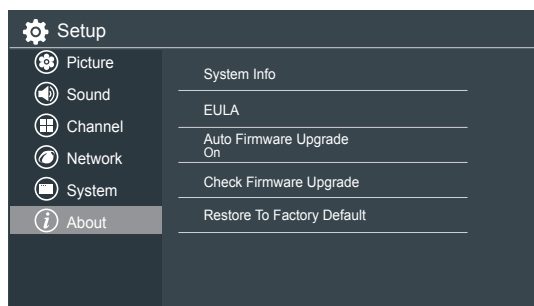 Setup
Picture
Sound
Channel
Network
System
About
System Info
EULA
Auto Firmware Upgrade
On
Check Firmware Upgrade
Restore To Factory Default